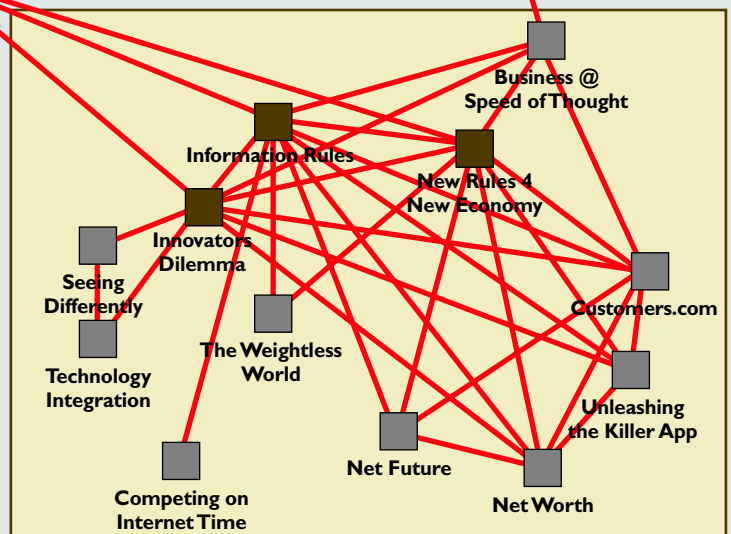 Business @
Speed of Thought
Information Rules
New Rules 4
New Economy
Innovators
Dilemma
Seeing
Differently
Customers.com
The Weightless
World
Technology
Integration
Unleashing
the Killer App
Net Future
Net Worth
Competing on
Internet Time